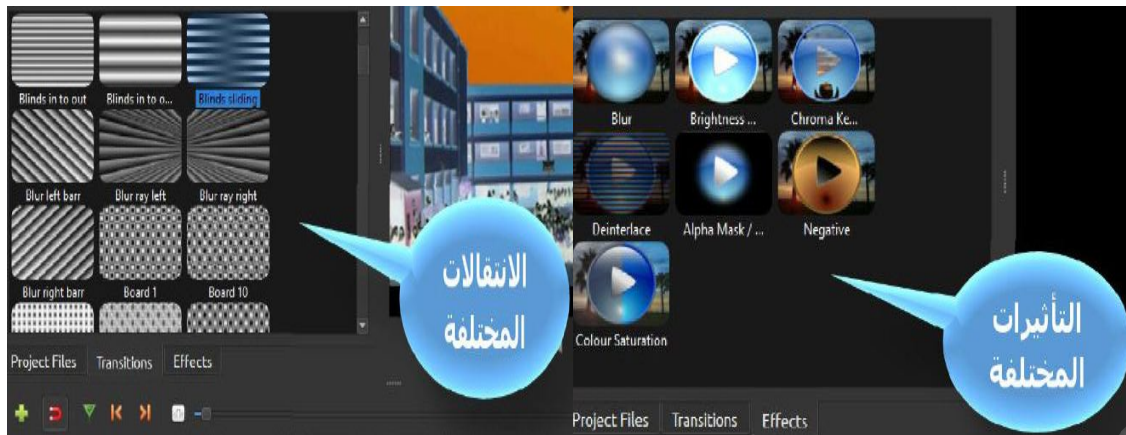 Blinds in to out
Blinds in to o...
Blinds sliding
Blur left barr
Blur ray left
Blur ray right
Blur right barr
Board 1
Board 10
الانتقالات
المختلفة
Project Files
Transitions
Effects
Blur
Brightness ...
Chroma Ke...
Deinterlace
Alpha Mask / ...
Negative
Colour Saturation
التأثيرات
المختلفة
Project Files
Transitions
Effects